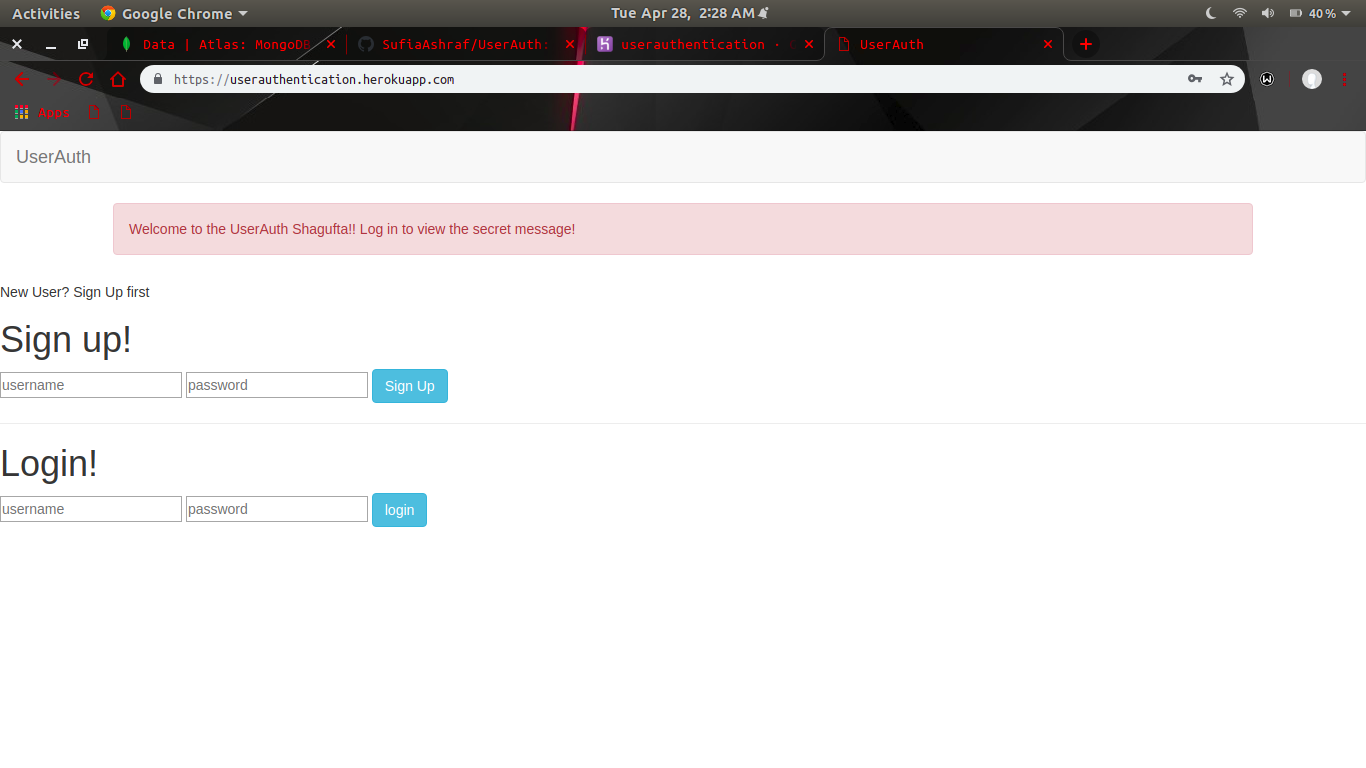 Activities Google Chrome Tue Apr 28, 2:28 AM 40 %
Data | Atlas: MongoDB SufiaAshraf/UserAuth: userauthentication · UserAuth
https://userauthentication.herokuapp.com
Apps
UserAuth
Welcome to the UserAuth Shagufta!! Log in to view the secret message!
New User? Sign Up first
Sign up!
username password Sign Up
Login!
username password login